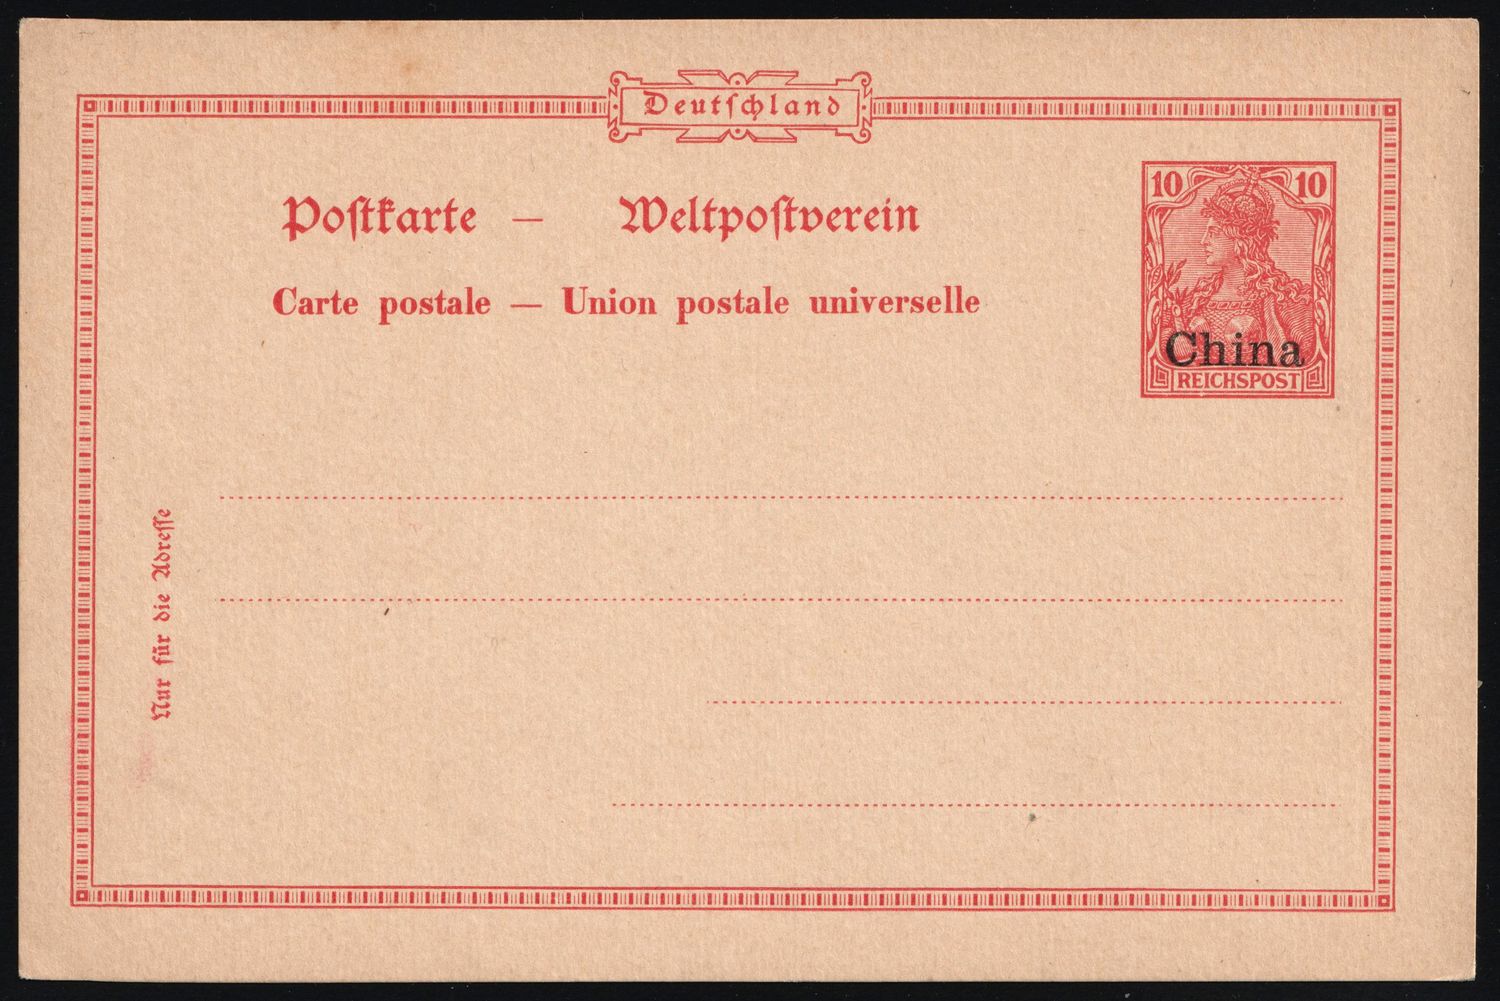 Deutſchland
Poſtkarte — Weltpoſtverein
Carte postale — Union postale universelle
10 10
China
REICHSPOST
Nur für die Adreſſe